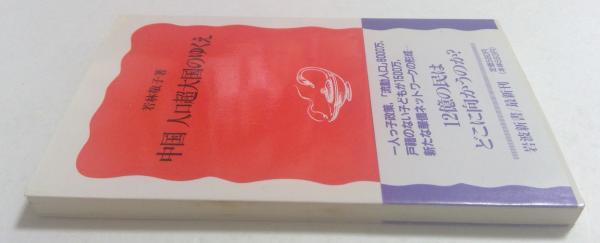 中国 人口超大国のゆくえ
若林敬子著
一人っ子政策、「流動人口」8000万、
戸籍のない子どもが1500万、
新たな華僑ネットワークの形成…
12億の民は
どこに向かうのか?
岩波新書 最新刊